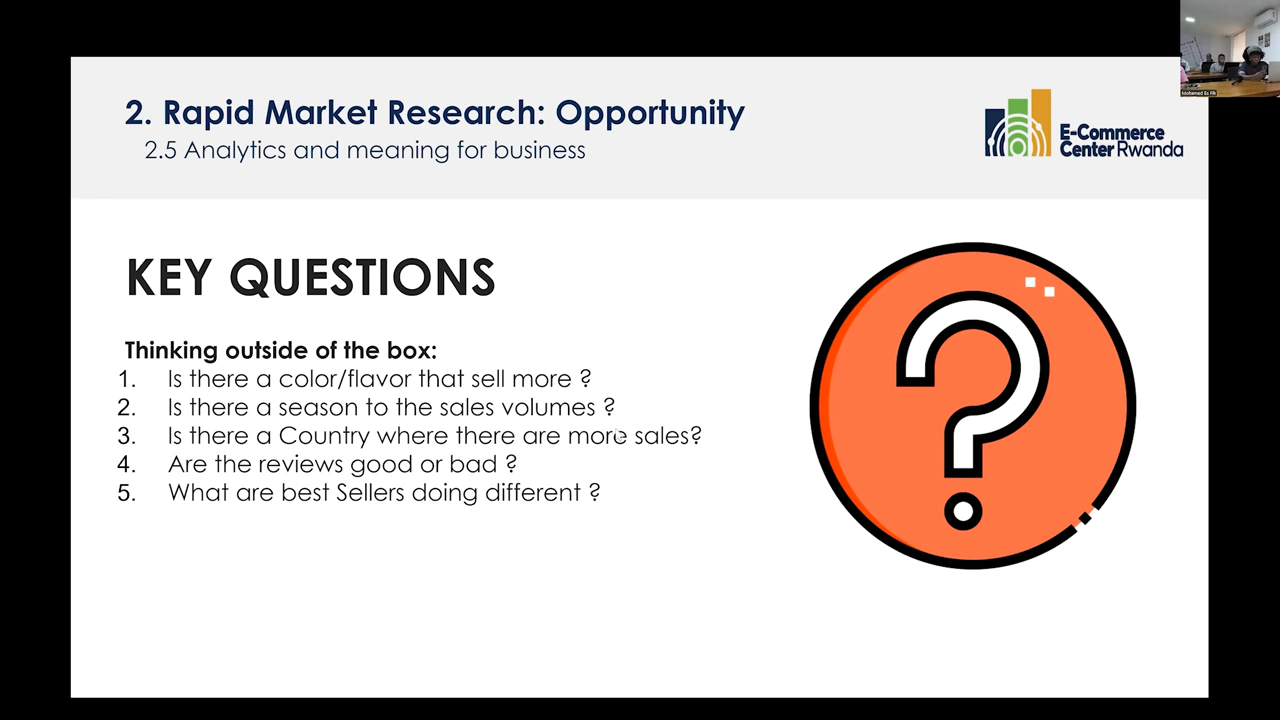 2. Rapid Market Research: Opportunity
2.5 Analytics and meaning for business
E-Commerce
Center Rwanda
Mohamed Es Fih
KEY QUESTIONS
Thinking outside of the box:
1. Is there a color/flavor that sell more ?
2. Is there a season to the sales volumes ?
3. Is there a Country where there are more sales?
4. Are the reviews good or bad ?
5. What are best Sellers doing different ?